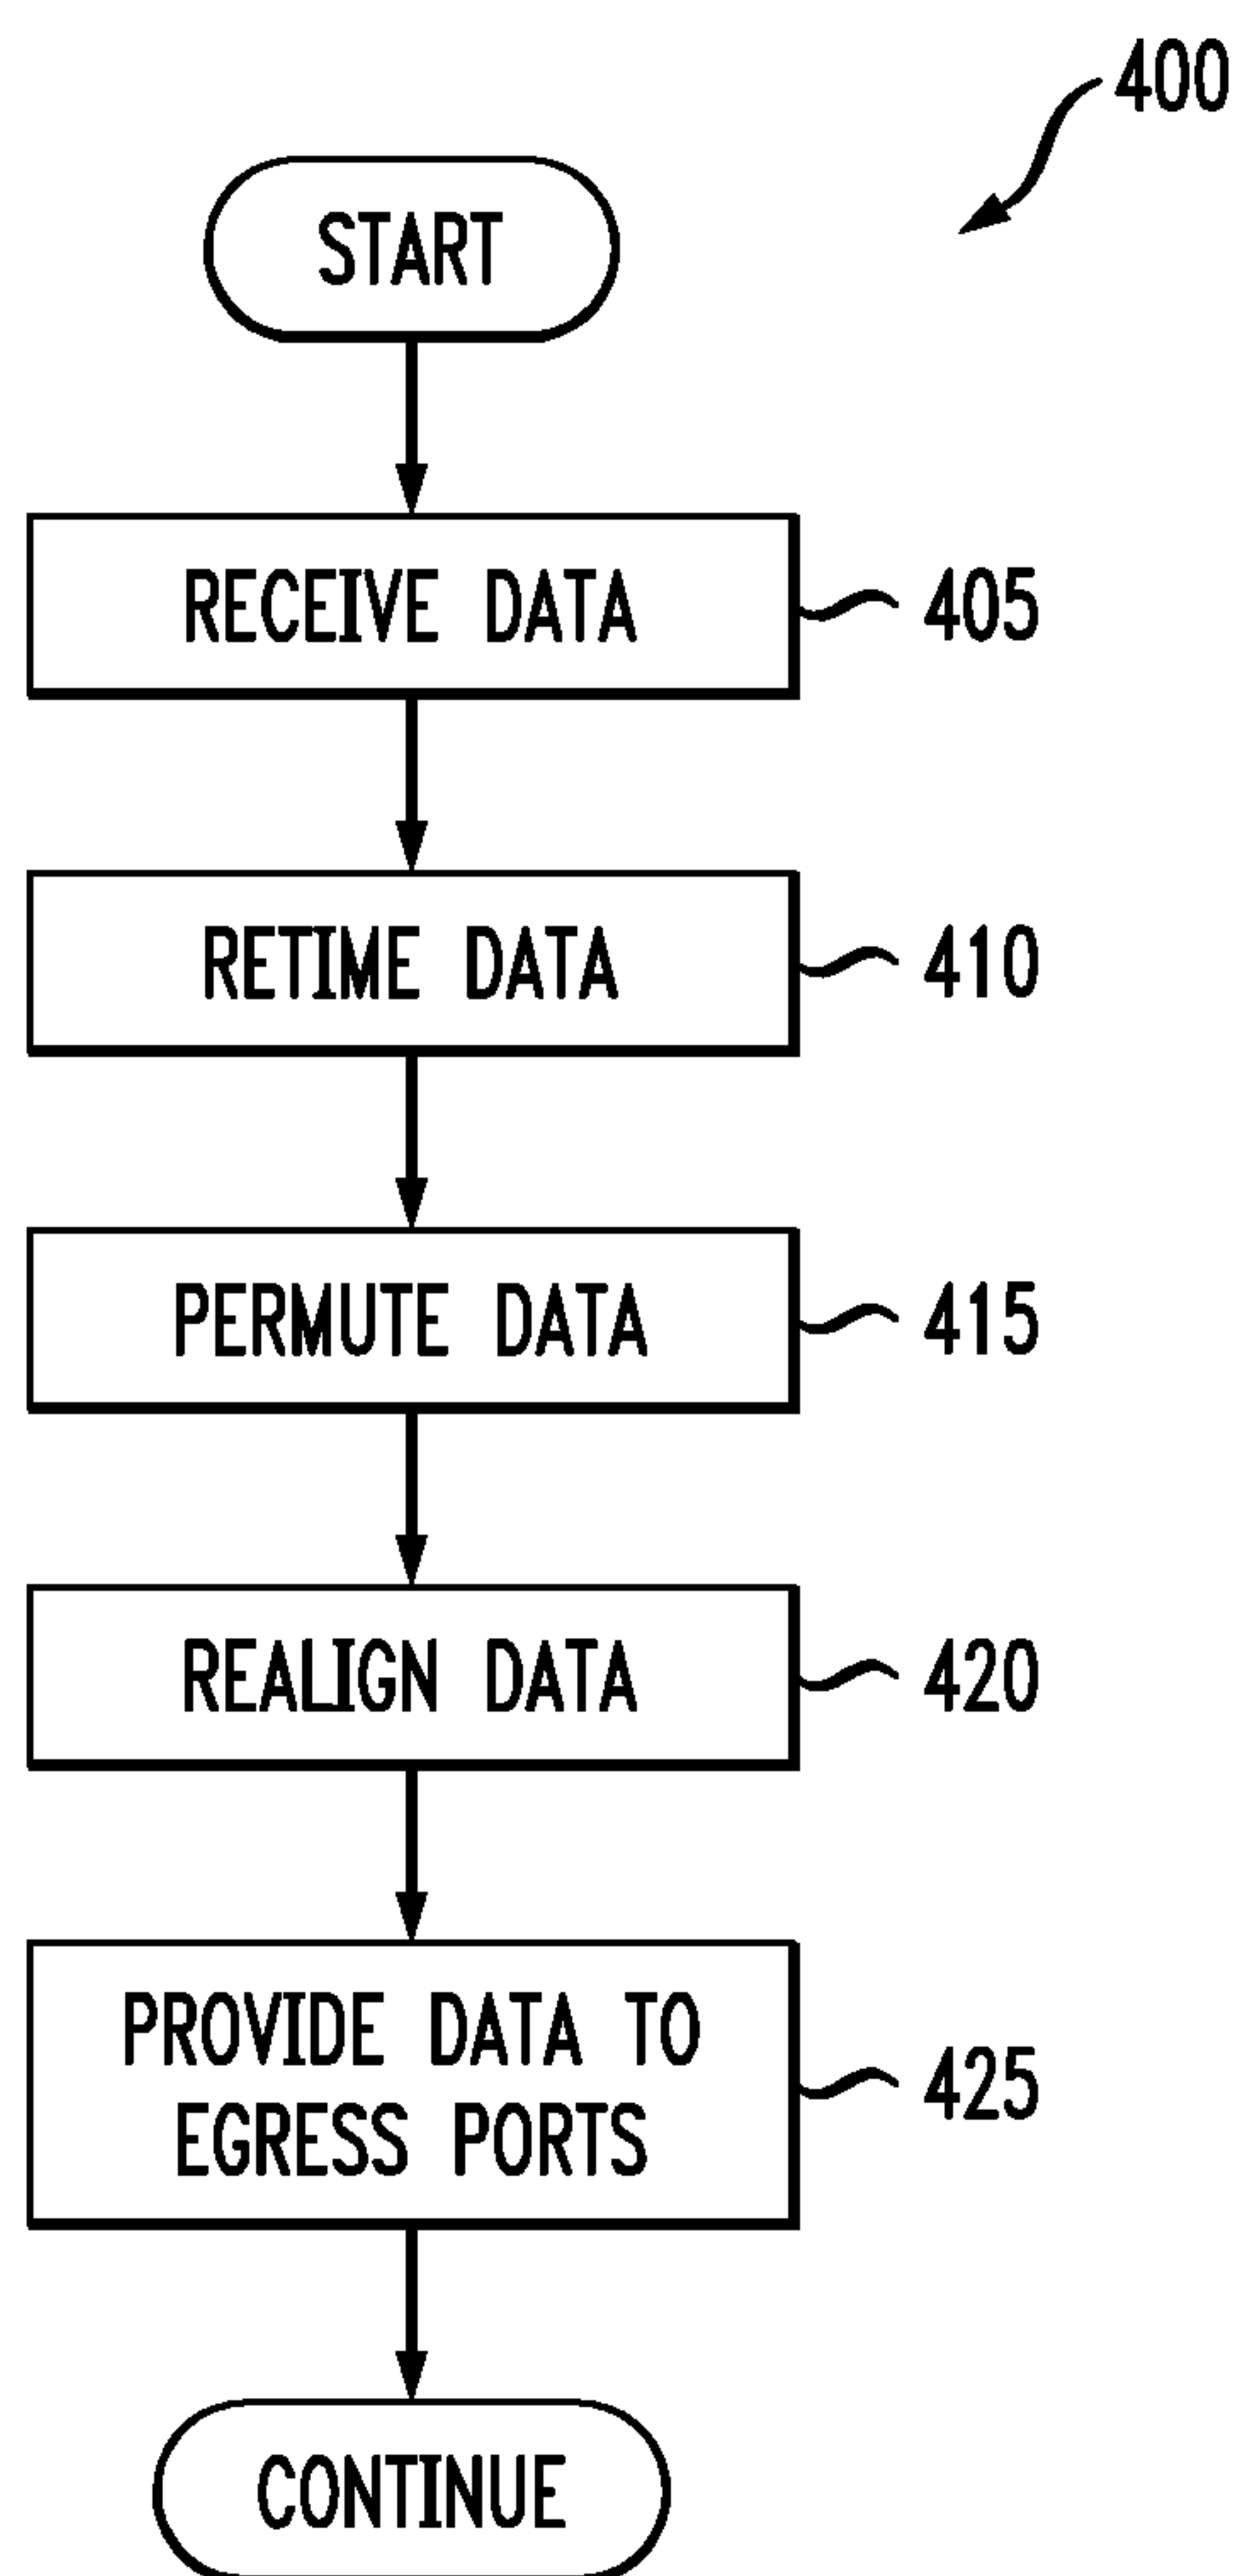 400
START
RECEIVE DATA
405
RETIME DATA
410
PERMUTE DATA
415
REALIGN DATA
420
PROVIDE DATA TO
EGRESS PORTS
425
CONTINUE